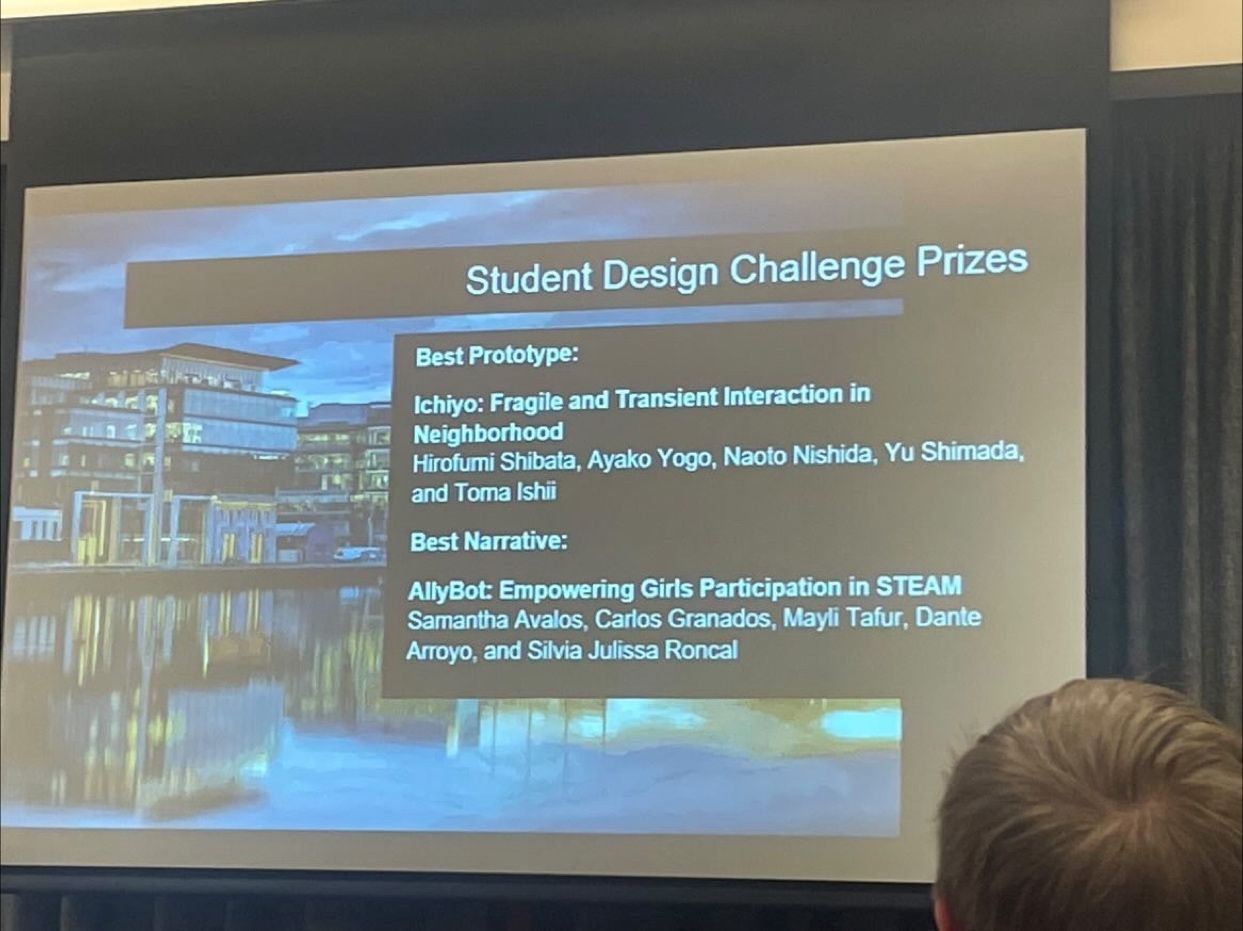 Student Design Challenge Prizes
Best Prototype:
Ichiyo: Fragile and Transient Interaction in
Neighborhood
Hirofumi Shibata, Ayako Yogo, Naoto Nishida, Yu Shimada,
and Toma Ishii
Best Narrative:
AllyBot: Empowering Girls Participation in STEAM
Samantha Avalos, Carlos Granados, Mayli Tafur, Dante
Arroyo, and Silvia Julissa Roncal